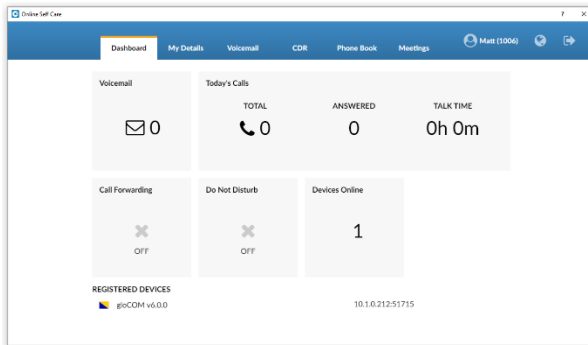 Online Self Care
Dashboard My Details Voicemail CDR Phone Book Meetings Matt (1006)
Voicemail
0
Today's Calls
TOTAL ANSWERED TALK TIME
0 0 0h 0m
Call Forwarding Do Not Disturb Devices Online
OFF OFF 1
REGISTERED DEVICES
gloCOM v6.0.0 10.1.0.212:51715